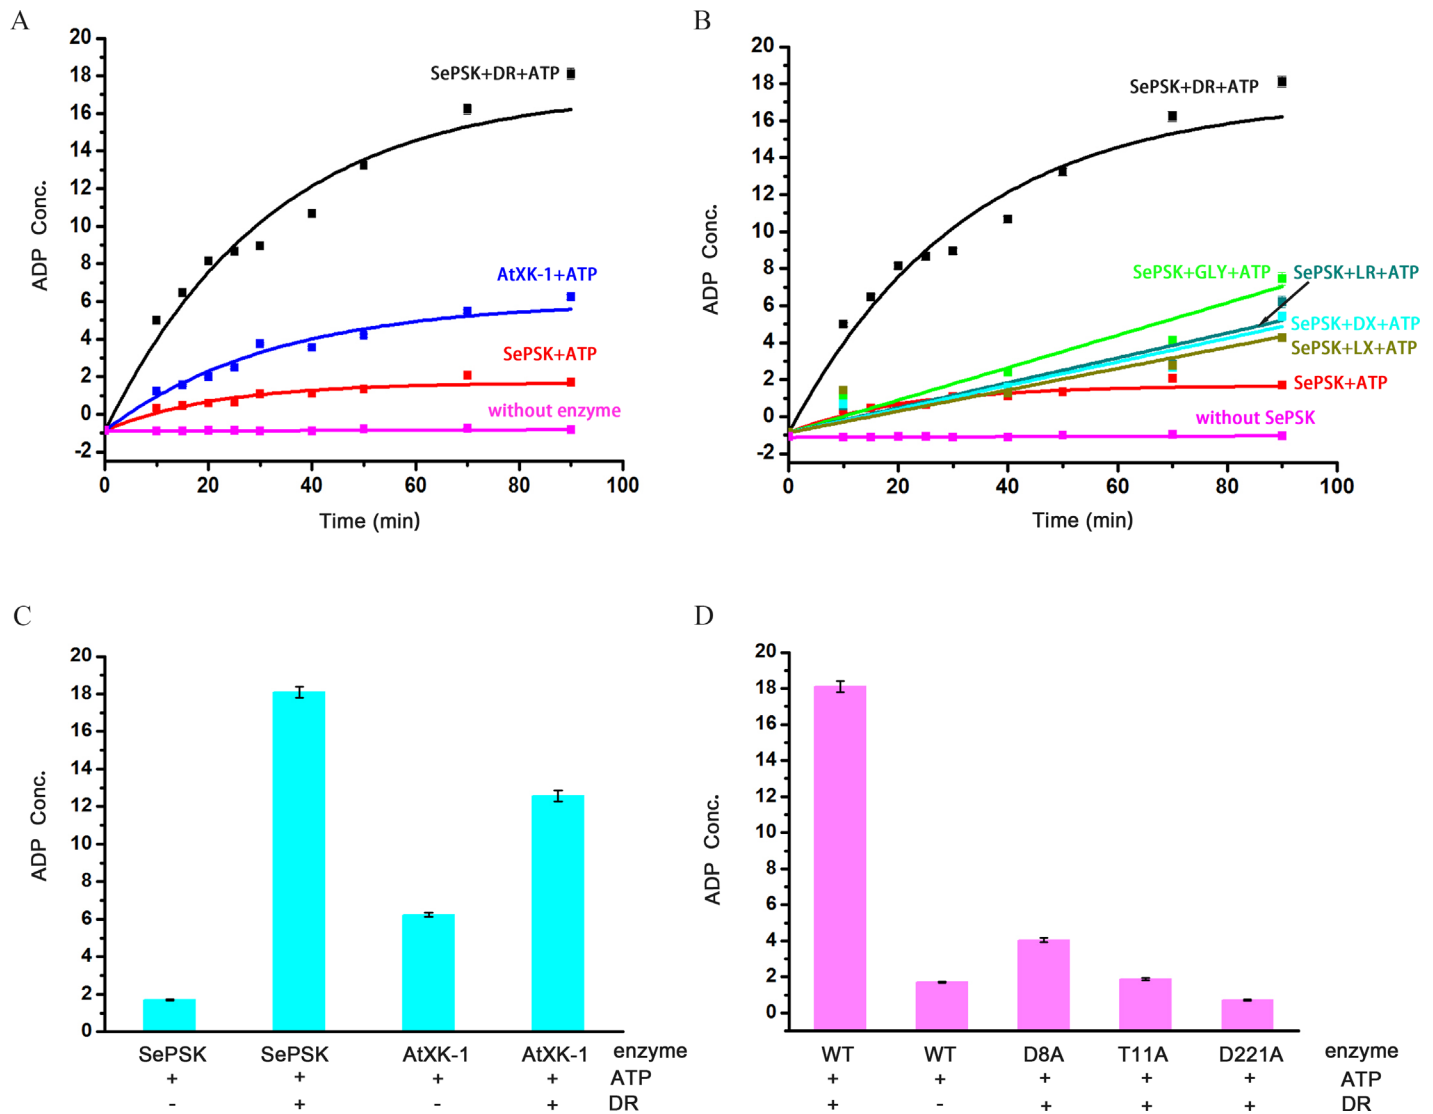 A
20
18
16
14
12
10
8
6
4
2
0
-2
ADP Conc.
SePSK+DR+ATP
AtXK-1+ATP
SePSK+ATP
without enzyme
0 20 40 60 80 100
Time (min)
B
20
18
16
14
12
10
8
6
4
2
0
-2
ADP Conc.
SePSK+DR+ATP
SePSK+GLY+ATP
SePSK+LR+ATP
SePSK+DX+ATP
SePSK+LX+ATP
SePSK+ATP
without SePSK
0 20 40 60 80 100
Time (min)
C
20
18
16
14
12
10
8
6
4
2
0
ADP Conc.
SePSK SePSK AtXK-1 AtXK-1 enzyme
+ + + + ATP
- + - + DR
D
20
18
16
14
12
10
8
6
4
2
0
ADP Conc.
WT WT D8A T11A D221A enzyme
+ + + + + ATP
+ - + + + DR